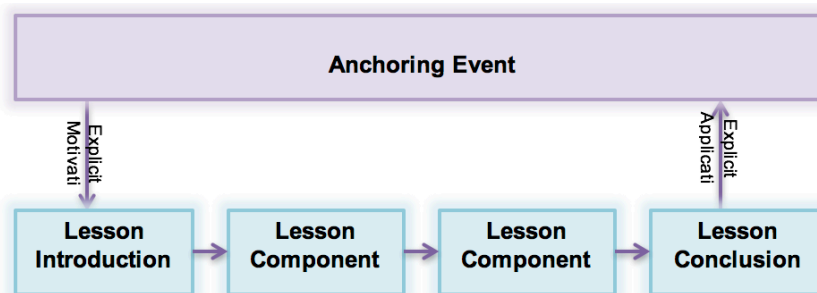 Anchoring Event
Explicit
Motivati
Explicit
Applicati
Lesson
Introduction
Lesson
Component
Lesson
Component
Lesson
Conclusion